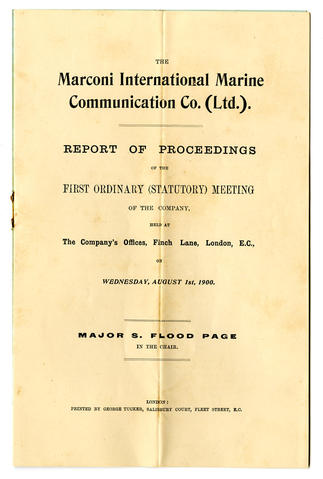 THE
Marconi International Marine
Communication Co. (Ltd.).
REPORT OF PROCEEDINGS
OF THE
FIRST ORDINARY (STATUTORY) MEETING
OF THE COMPANY,
HELD AT
The Company's Offices, Finch Lane, London, E.C.,
ON
WEDNESDAY, AUGUST 1st, 1900.
MAJOR S. FLOOD PAGE
IN THE CHAIR.
LONDON:
PRINTED BY GEORGE TUCKER, SALISBURY COURT, FLEET STREET, E.C.